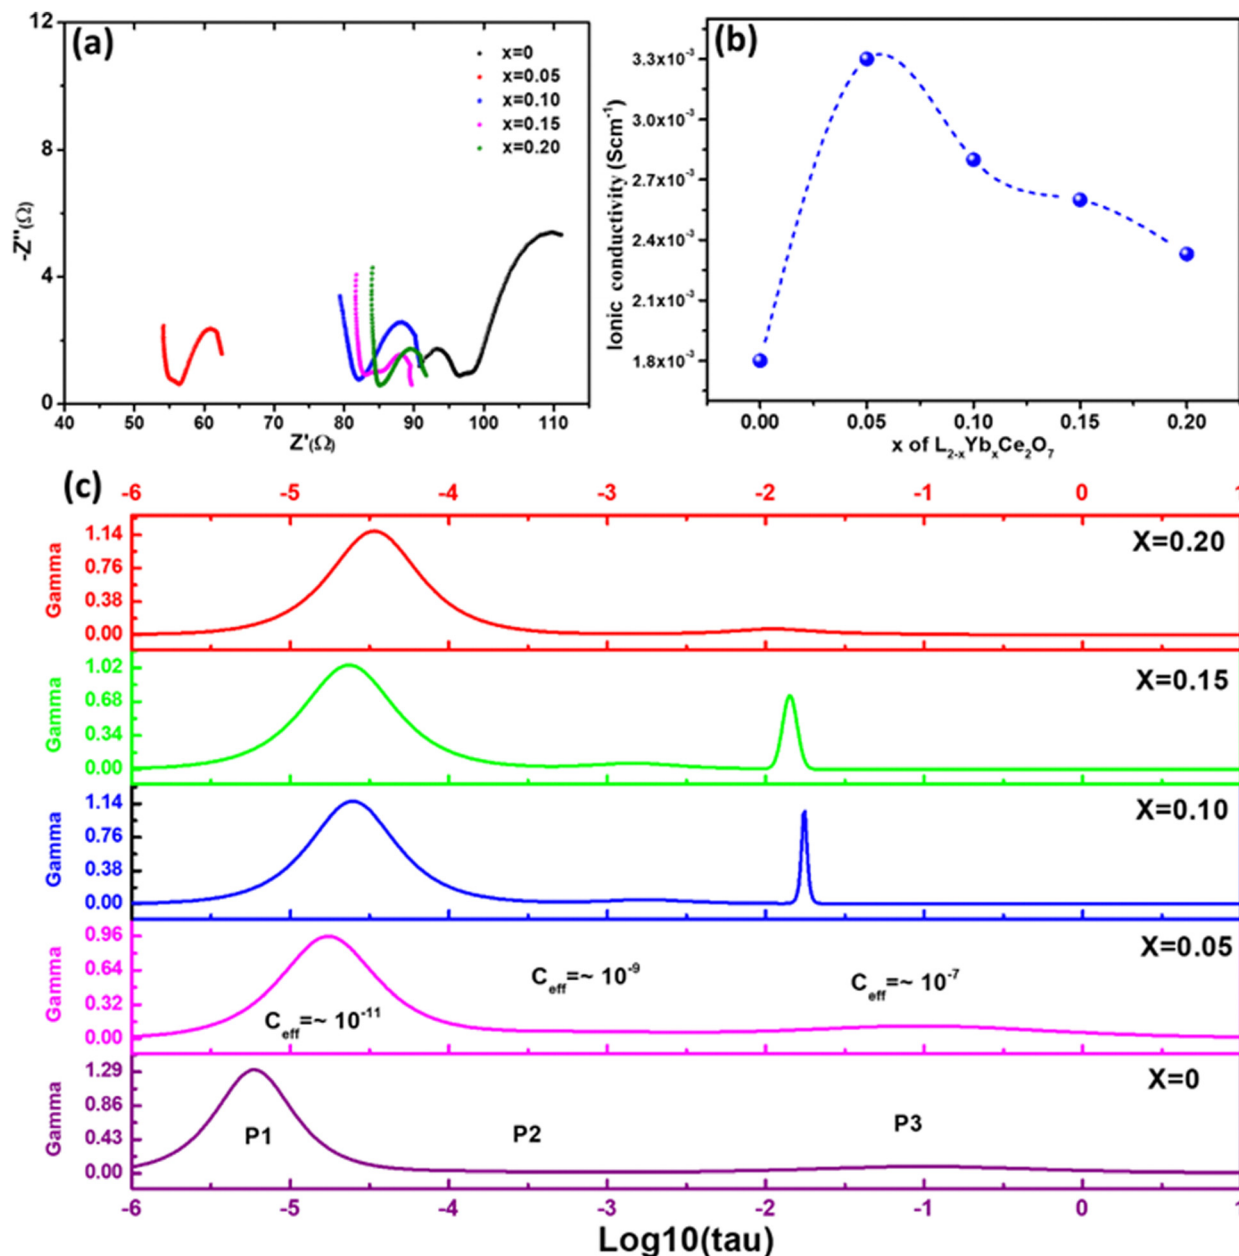 (a)
12
8
4
0
-Z''(Ω)
x=0
x=0.05
x=0.10
x=0.15
x=0.20
40 50 60 70 80 90 100 110
Z'(Ω)
(b)
3.3x10⁻³
3.0x10⁻³
2.7x10⁻³
2.4x10⁻³
2.1x10⁻³
1.8x10⁻³
Ionic conductivity (Scm⁻¹)
0.00 0.05 0.10 0.15 0.20
x of L₂₋ₓYbₓCe₂O₇
(c)
-6 -5 -4 -3 -2 -1 0 1
1.14
0.76
0.38
0.00
Gamma
X=0.20
1.02
0.68
0.34
0.00
Gamma
X=0.15
1.14
0.76
0.38
0.00
Gamma
X=0.10
0.96
0.64
0.32
0.00
Gamma
X=0.05
C_eff=~ 10⁻¹¹
C_eff=~ 10⁻⁹
C_eff=~ 10⁻⁷
1.29
0.86
0.43
0.00
Gamma
X=0
P1
P2
P3
-6 -5 -4 -3 -2 -1 0 1
Log10(tau)